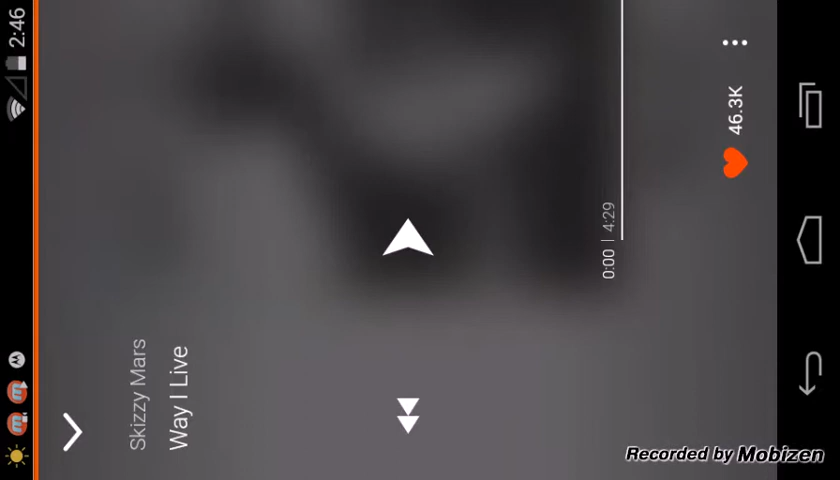 2:46
Skizzy Mars
Way I Live
0:00 | 4:29
46.3K
Recorded by Mobizen